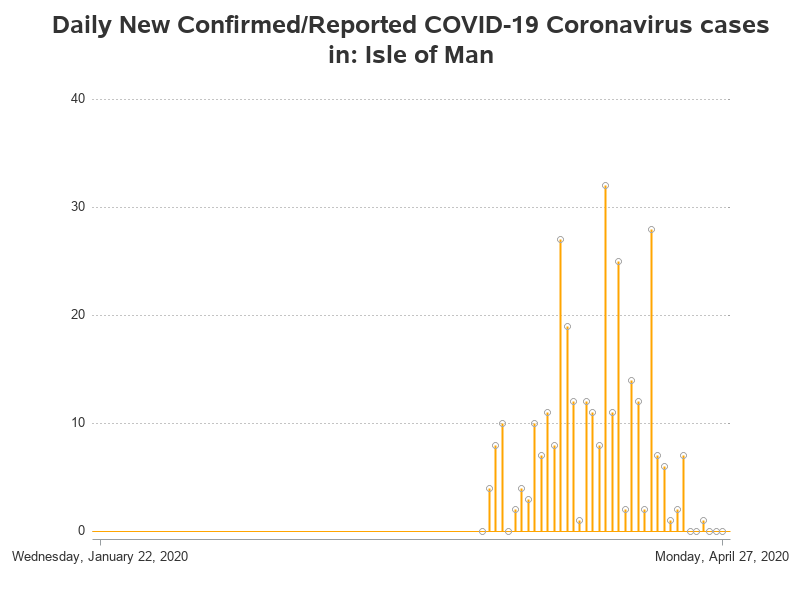 Daily New Confirmed/Reported COVID-19 Coronavirus cases
in: Isle of Man
40
30
20
10
0
Wednesday, January 22, 2020
Monday, April 27, 2020